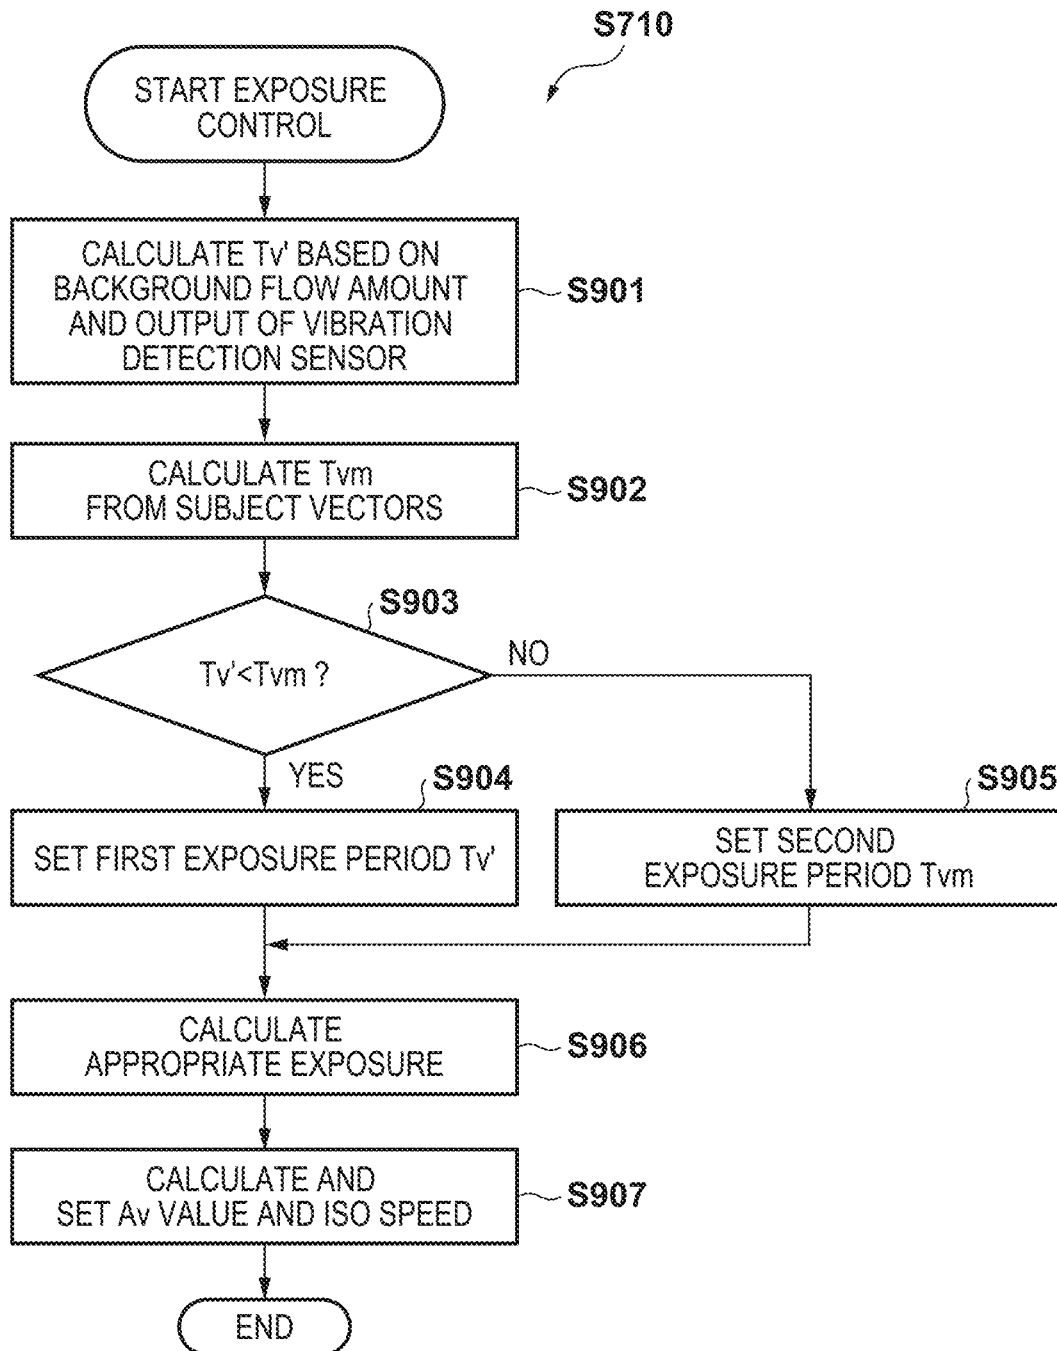 S710
START EXPOSURE
CONTROL
CALCULATE Tv' BASED ON
BACKGROUND FLOW AMOUNT
AND OUTPUT OF VIBRATION
DETECTION SENSOR
S901
CALCULATE Tvm
FROM SUBJECT VECTORS
S902
S903
Tv'<Tvm ?
NO
YES
S904
SET FIRST EXPOSURE PERIOD Tv'
S905
SET SECOND
EXPOSURE PERIOD Tvm
CALCULATE
APPROPRIATE EXPOSURE
S906
CALCULATE AND
SET Av VALUE AND ISO SPEED
S907
END